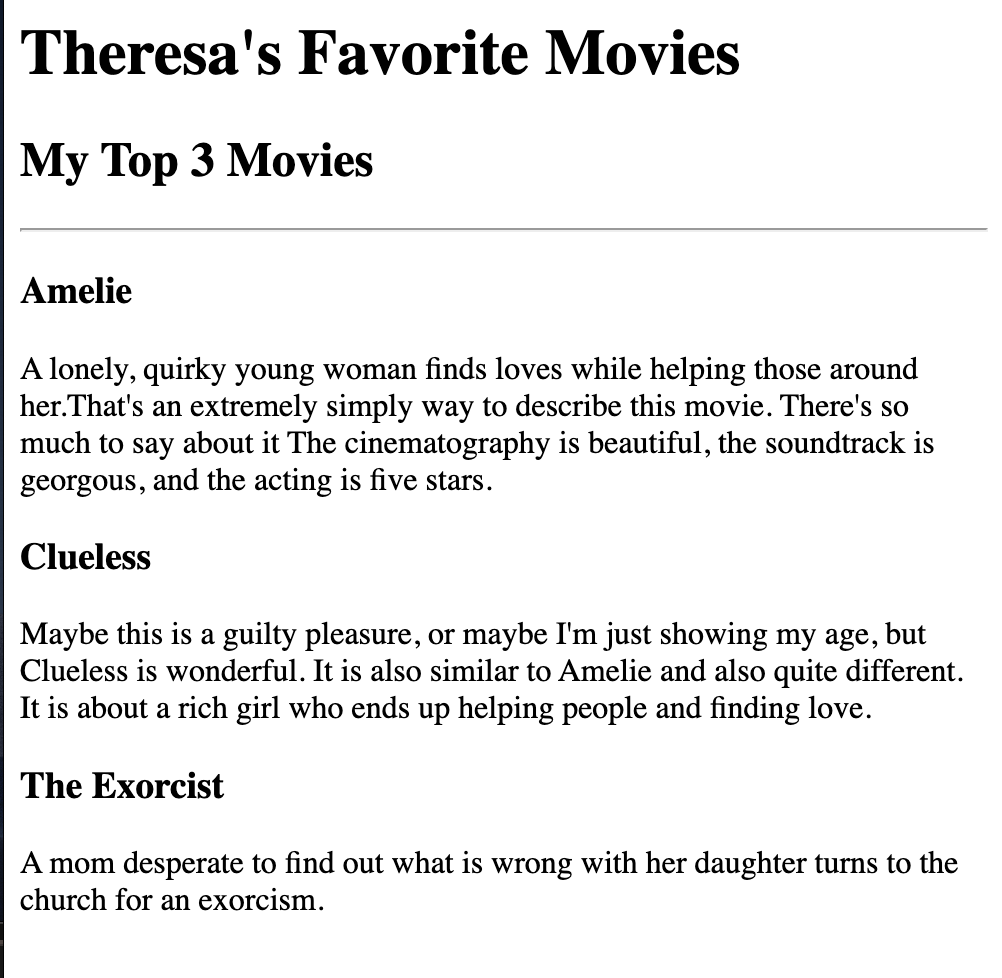 Theresa's Favorite Movies
My Top 3 Movies
Amelie
A lonely, quirky young woman finds loves while helping those around
her.That's an extremely simply way to describe this movie. There's so
much to say about it The cinematography is beautiful, the soundtrack is
georgous, and the acting is five stars.
Clueless
Maybe this is a guilty pleasure, or maybe I'm just showing my age, but
Clueless is wonderful. It is also similar to Amelie and also quite different.
It is about a rich girl who ends up helping people and finding love.
The Exorcist
A mom desperate to find out what is wrong with her daughter turns to the
church for an exorcism.